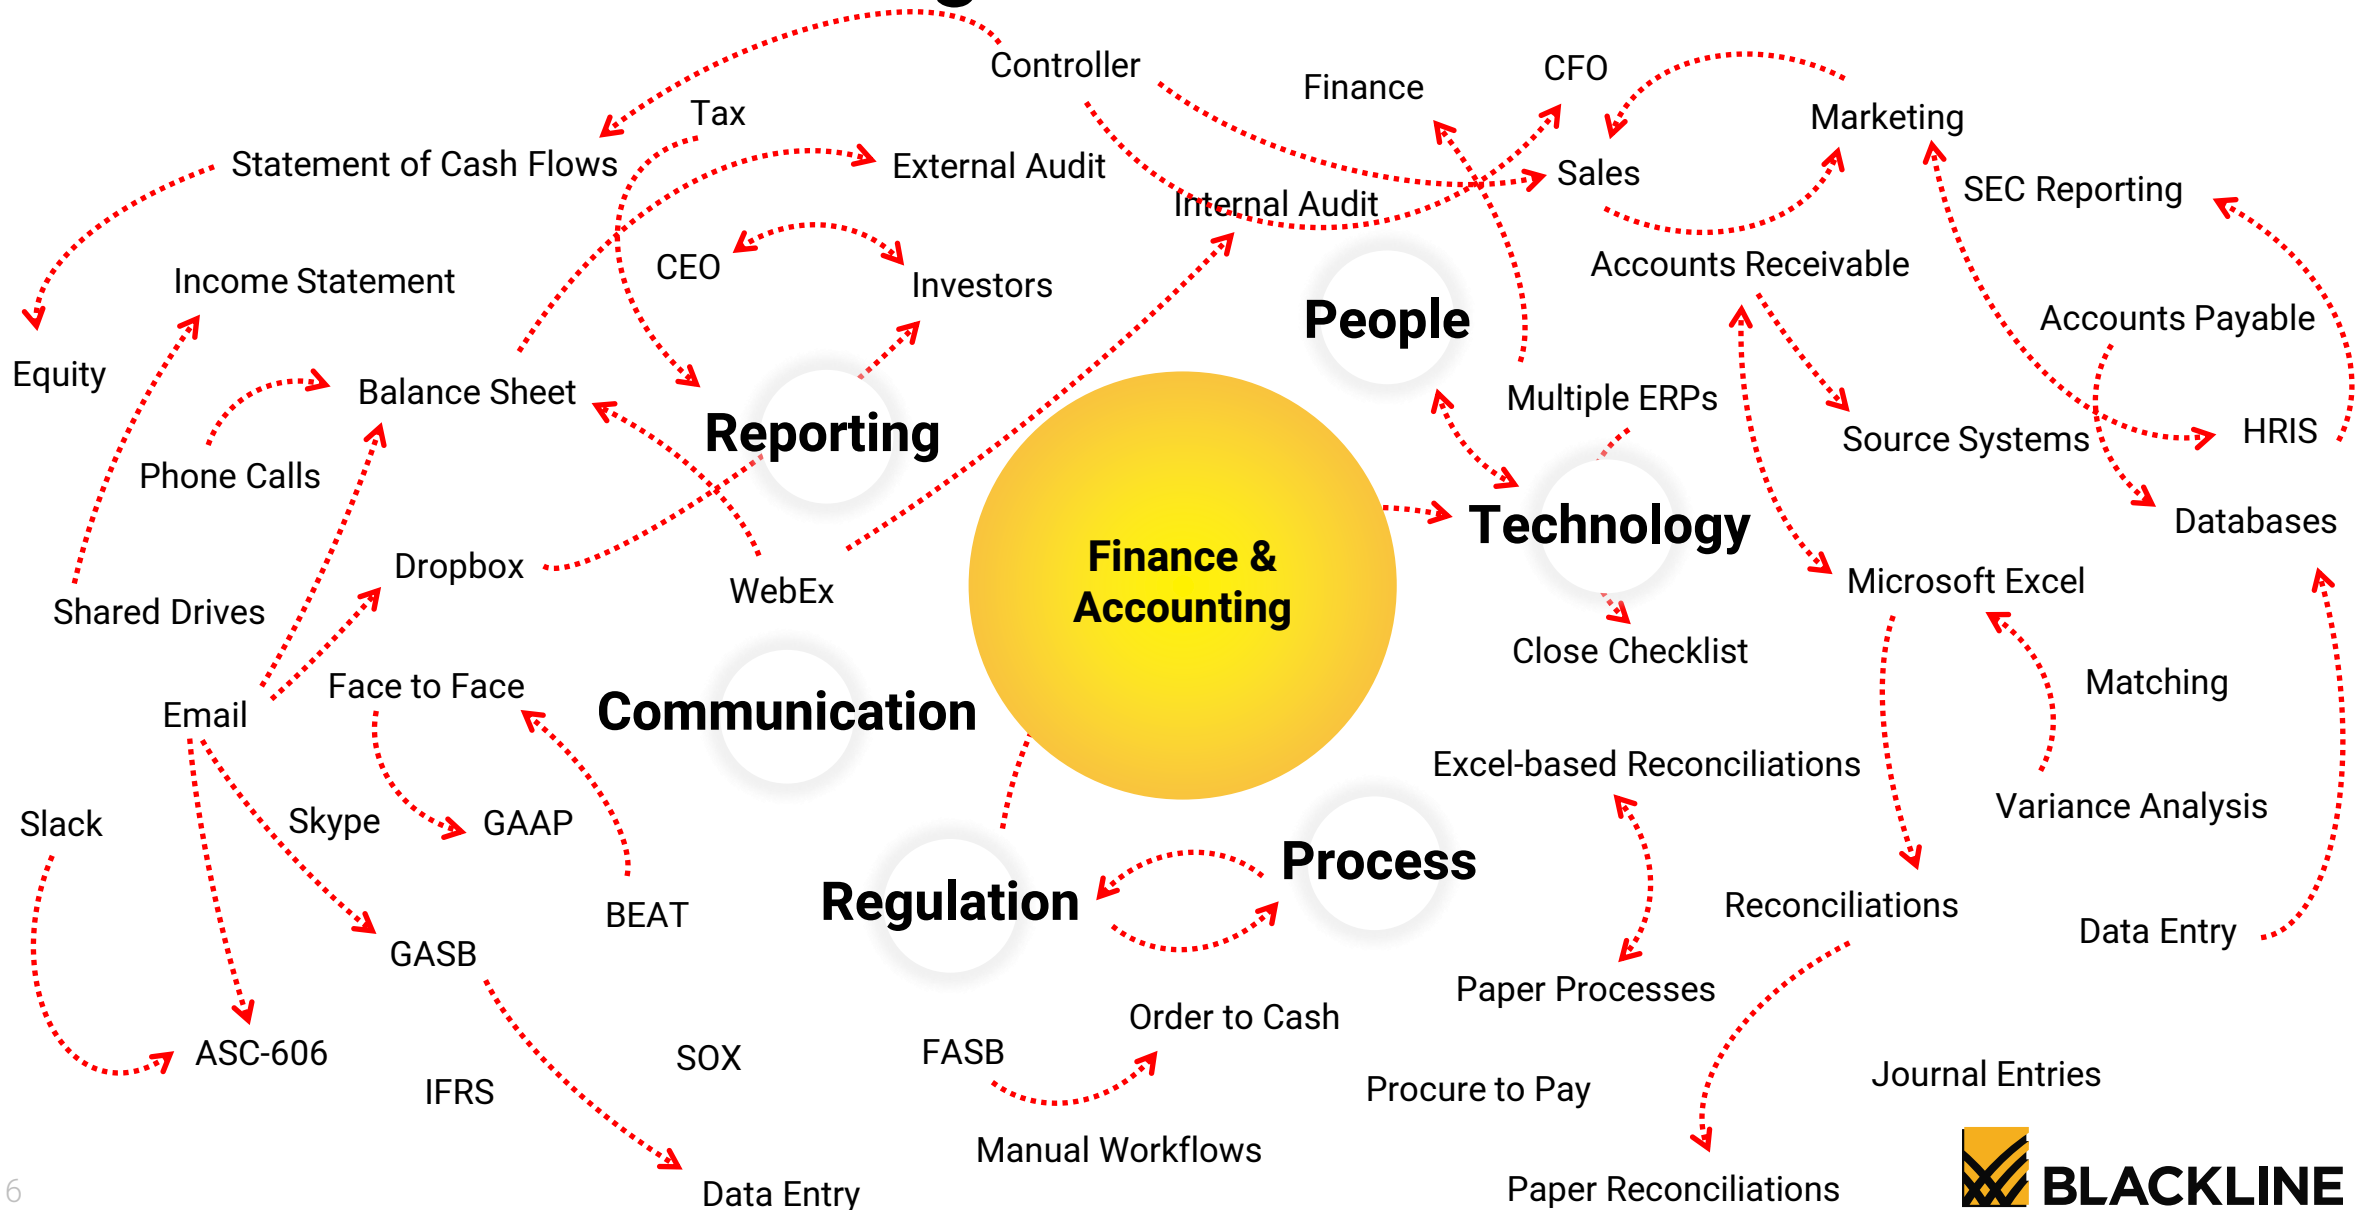 Controller
Finance
CFO
Tax
Marketing
Statement of Cash Flows
External Audit
Sales
SEC Reporting
Internal Audit
CEO
Accounts Receivable
Income Statement
Investors
People
Accounts Payable
Equity
Balance Sheet
Multiple ERPs
Reporting
Source Systems
HRIS
Phone Calls
Technology
Databases
Dropbox
Finance &
Accounting
WebEx
Microsoft Excel
Shared Drives
Close Checklist
Face to Face
Matching
Email
Communication
Excel-based Reconciliations
Slack
Skype
GAAP
Variance Analysis
Process
BEAT
Regulation
Reconciliations
Data Entry
GASB
Paper Processes
Order to Cash
ASC-606
SOX
FASB
IFRS
Procure to Pay
Journal Entries
Manual Workflows
Data Entry
Paper Reconciliations
BLACKLINE
6